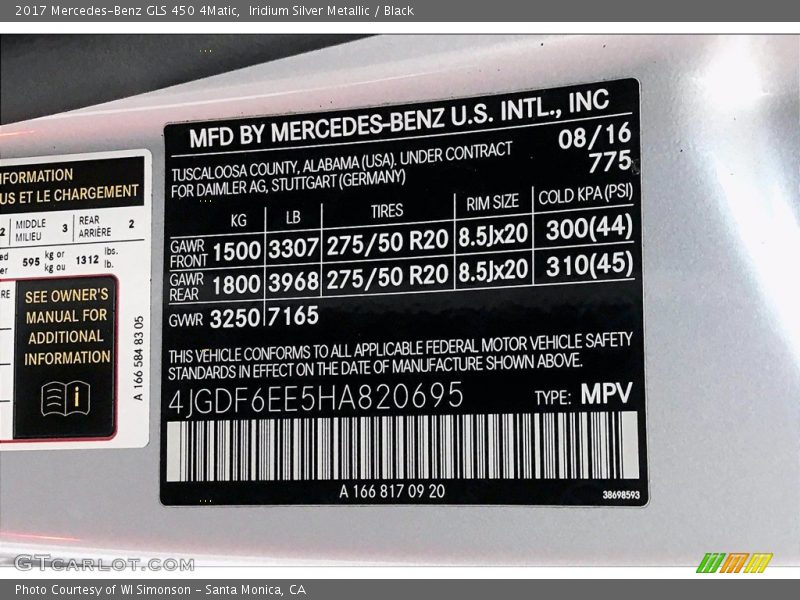 2017 Mercedes-Benz GLS 450 4Matic, Iridium Silver Metallic / Black
MFD BY MERCEDES-BENZ U.S. INTL., INC
TUSCALOOSA COUNTY, ALABAMA (USA). UNDER CONTRACT 08/16
FOR DAIMLER AG, STUTTGART (GERMANY) 775
KG LB TIRES RIM SIZE COLD KPA (PSI)
GAWR FRONT 1500 3307 275/50 R20 8.5Jx20 300(44)
GAWR REAR 1800 3968 275/50 R20 8.5Jx20 310(45)
GWR 3250 7165
THIS VEHICLE CONFORMS TO ALL APPLICABLE FEDERAL MOTOR VEHICLE SAFETY
STANDARDS IN EFFECT ON THE DATE OF MANUFACTURE SHOWN ABOVE.
4JGDF6EE5HA820695 TYPE: MPV
A 166 817 09 20 38698593
US ET LE CHARGEMENT
2 MIDDLE MILIEU 3 REAR ARRIÈRE 2
595 kg or kg ou 1312 lbs. lb.
SEE OWNER'S
MANUAL FOR
ADDITIONAL
INFORMATION
A 166 584 83 05
GTCARLOT.COM
Photo Courtesy of WI Simonson - Santa Monica, CA